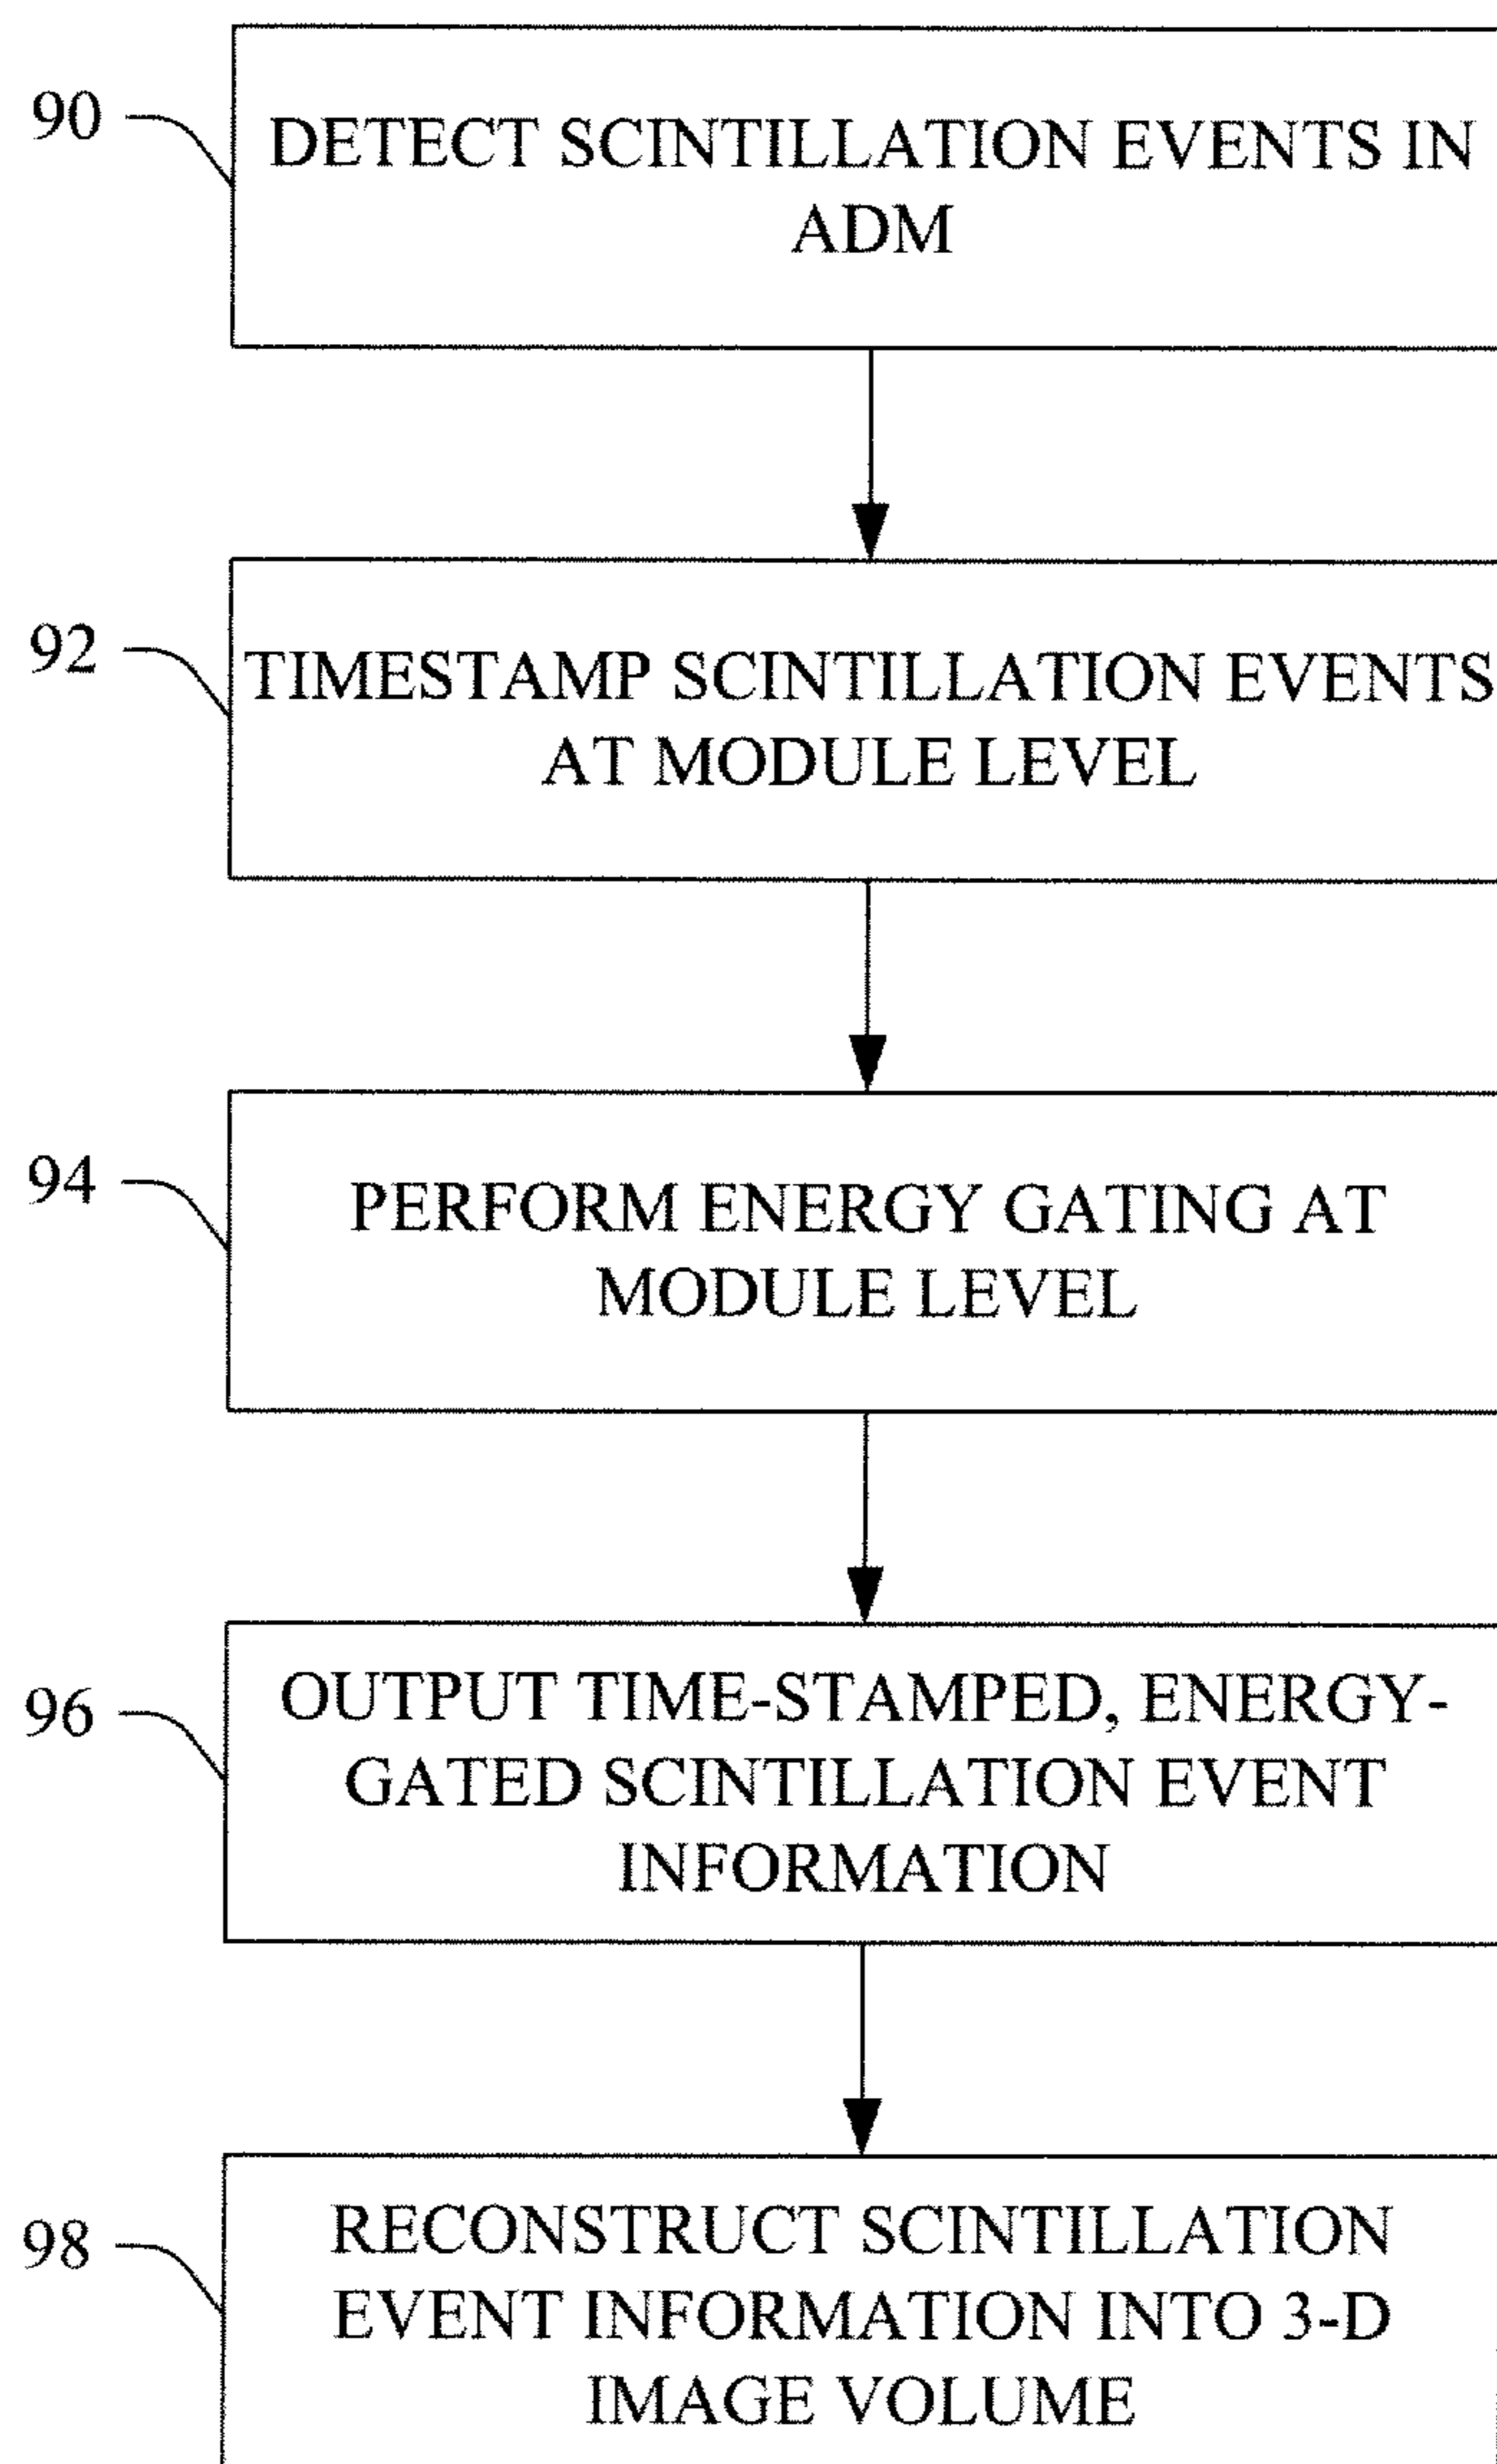 90
DETECT SCINTILLATION EVENTS IN
ADM
92
TIMESTAMP SCINTILLATION EVENTS
AT MODULE LEVEL
94
PERFORM ENERGY GATING AT
MODULE LEVEL
96
OUTPUT TIME-STAMPED, ENERGY-
GATED SCINTILLATION EVENT
INFORMATION
98
RECONSTRUCT SCINTILLATION
EVENT INFORMATION INTO 3-D
IMAGE VOLUME